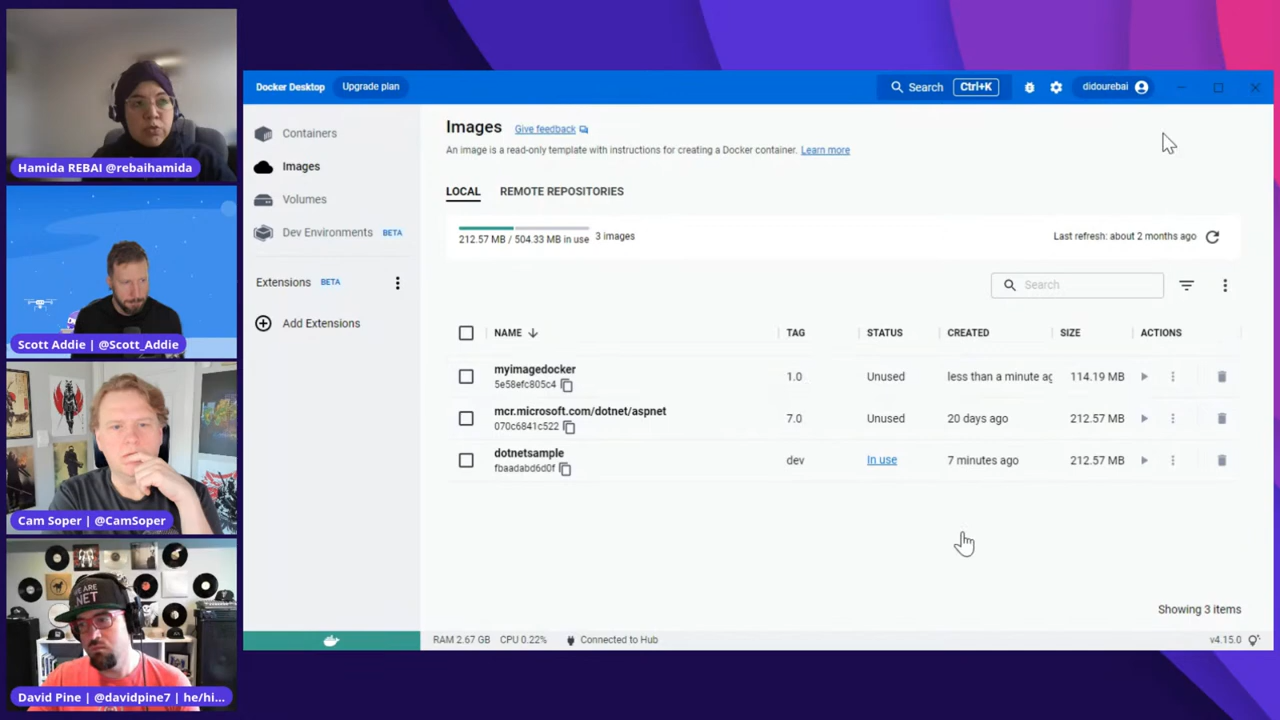 Hamida REBAI @rebaihamida
Scott Addie | @Scott_Addie
Cam Soper | @CamSoper
WE ARE
.NET
David Pine | @davidpine7 | he/hi...
Docker Desktop
Upgrade plan
Search
Ctrl+K
didourebai
Containers
Images
Volumes
Dev Environments BETA
Extensions BETA
Add Extensions
Images Give feedback
An image is a read-only template with instructions for creating a Docker container. Learn more
LOCAL REMOTE REPOSITORIES
212.57 MB / 504.33 MB in use 3 images
Last refresh: about 2 months ago
Search
NAME TAG STATUS CREATED SIZE ACTIONS
myimagedocker 1.0 Unused less than a minute ag 114.19 MB
5e58efc805c4
mcr.microsoft.com/dotnet/aspnet 7.0 Unused 20 days ago 212.57 MB
070c6841c522
dotnetsample dev In use 7 minutes ago 212.57 MB
fbaadabd6d0f
Showing 3 items
RAM 2.67 GB CPU 0.22% Connected to Hub
v4.15.0